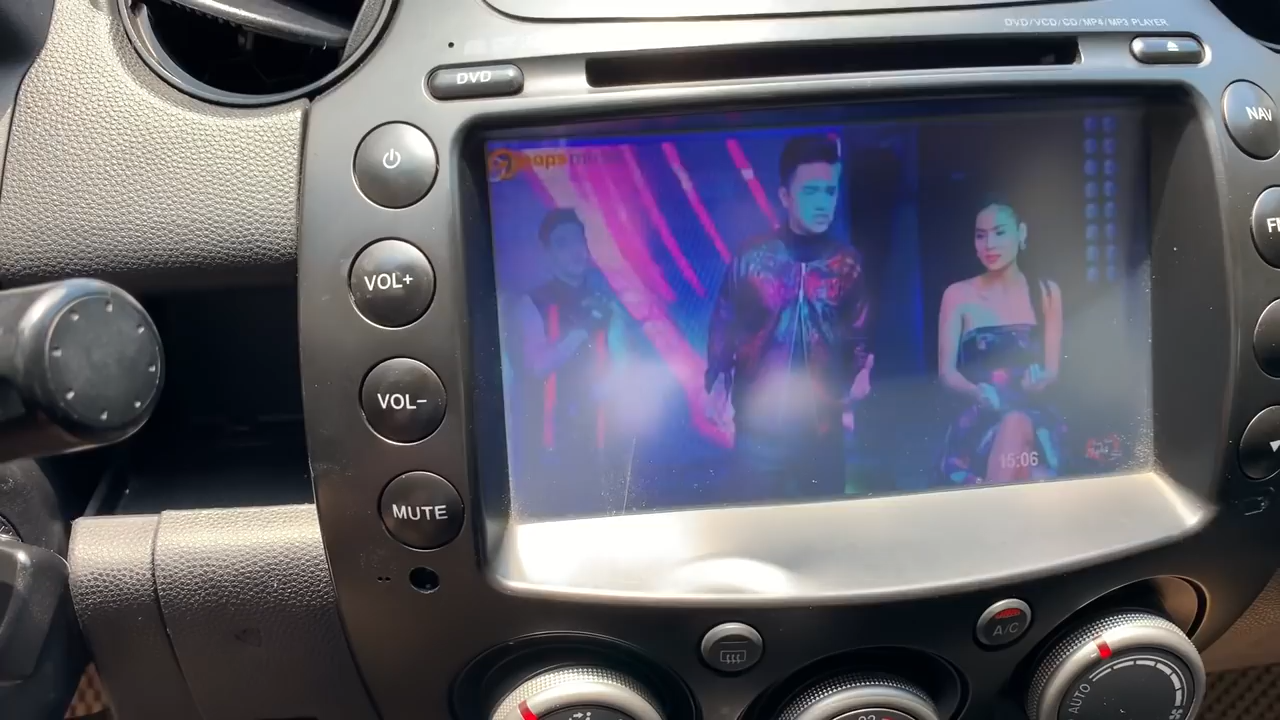 DVD/VCD/CD/MP4/MP3 PLAYER
DVD
NAV
VOL+
VOL-
MUTE
15:06
A/C
AUTO